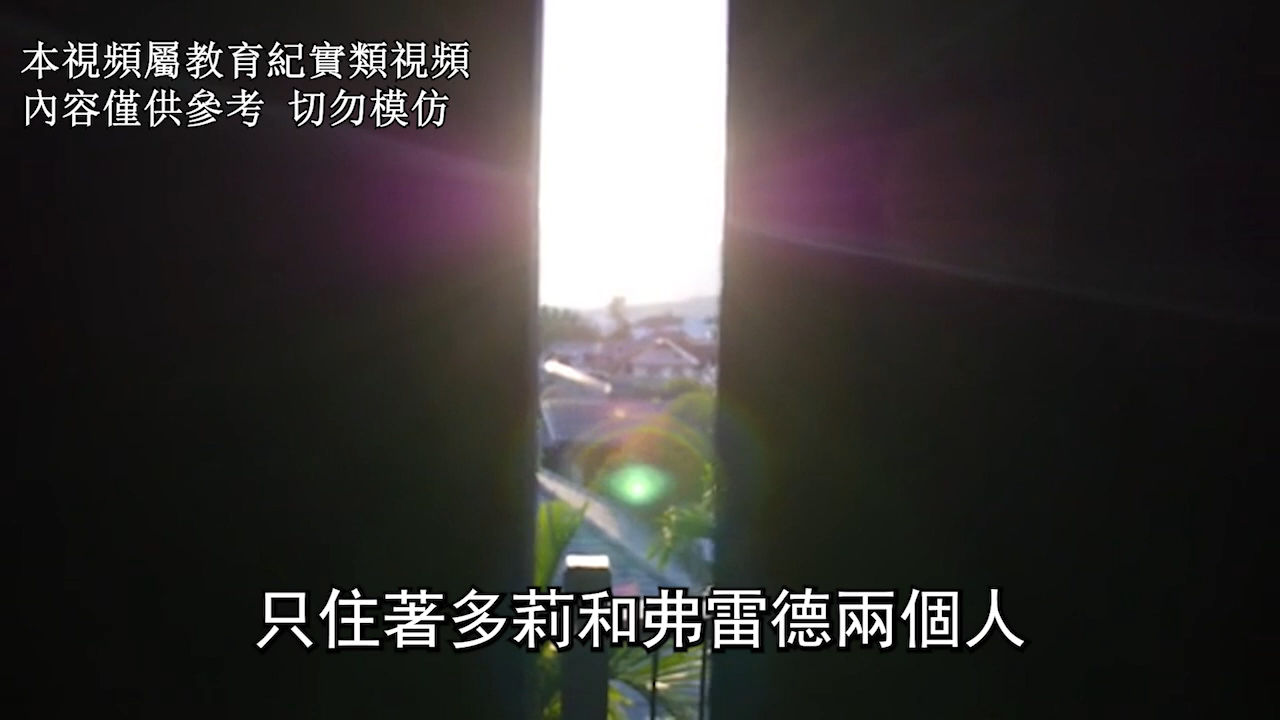 本視頻屬教育紀實類視頻
內容僅供參考 切勿模仿
只住著多莉和弗雷德兩個人